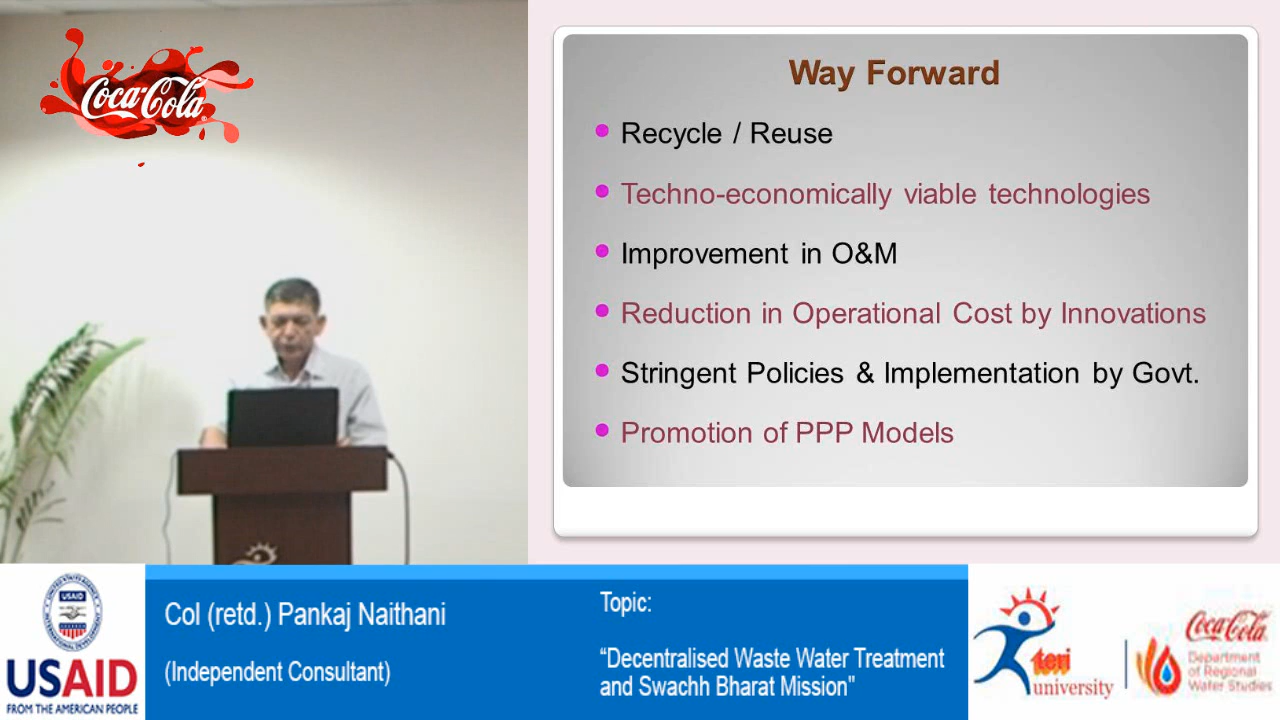 Coca-Cola
Way Forward
Recycle / Reuse
Techno-economically viable technologies
Improvement in O&M
Reduction in Operational Cost by Innovations
Stringent Policies & Implementation by Govt.
Promotion of PPP Models
USAID
USAID
FROM THE AMERICAN PEOPLE
Col (retd.) Pankaj Naithani
(Independent Consultant)
Topic:
“Decentralised Waste Water Treatment
and Swachh Bharat Mission"
teri
university
Coca-Cola
Department
of Regional
Water Studies